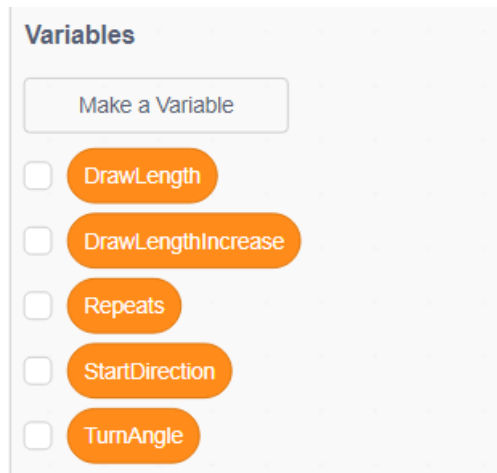 Variables
Make a Variable
DrawLength
DrawLengthIncrease
Repeats
StartDirection
TurnAngle